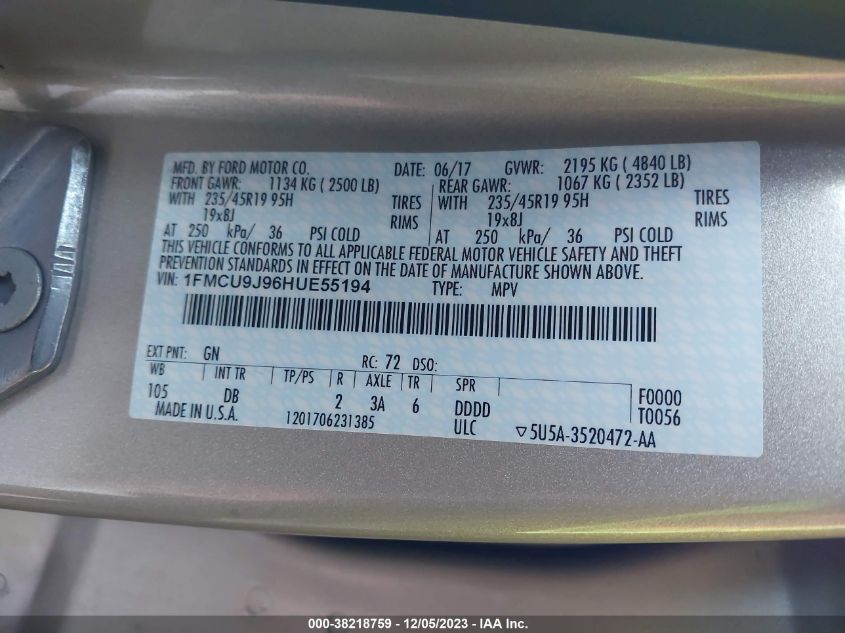 MFD. BY FORD MOTOR CO. DATE: 06/17 GVWR: 2195 KG ( 4840 LB)
FRONT GAWR: 1134 KG ( 2500 LB) REAR GAWR: 1067 KG ( 2352 LB)
WITH 235/45R19 95H TIRES WITH 235/45R19 95H TIRES
19x8J RIMS 19x8J RIMS
AT 250 kPa/ 36 PSI COLD AT 250 kPa/ 36 PSI COLD
THIS VEHICLE CONFORMS TO ALL APPLICABLE FEDERAL MOTOR VEHICLE SAFETY AND THEFT
PREVENTION STANDARDS IN EFFECT ON THE DATE OF MANUFACTURE SHOWN ABOVE.
VIN: 1FMCU9J96HUE55194 TYPE: MPV
EXT PNT: GN RC: 72 DSO:
WB INT TR TP/PS R AXLE TR SPR F0000
105 DB 2 3A 6 DDDD T0056
MADE IN U.S.A. 1201706231385 ULC ▽5U5A-3520472-AA
000-38218759 - 12/05/2023 - IAA Inc.